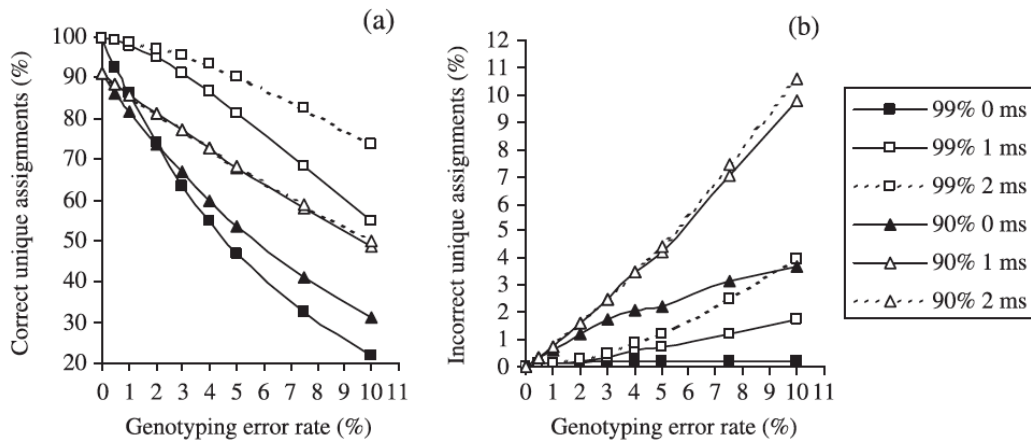 (a)
Correct unique assignments (%)
100
90
80
70
60
50
40
30
20
0 1 2 3 4 5 6 7 8 9 10 11
Genotyping error rate (%)
(b)
Incorrect unique assignments (%)
12
11
10
9
8
7
6
5
4
3
2
1
0
0 1 2 3 4 5 6 7 8 9 10 11
Genotyping error rate (%)
99% 0 ms
99% 1 ms
99% 2 ms
90% 0 ms
90% 1 ms
90% 2 ms